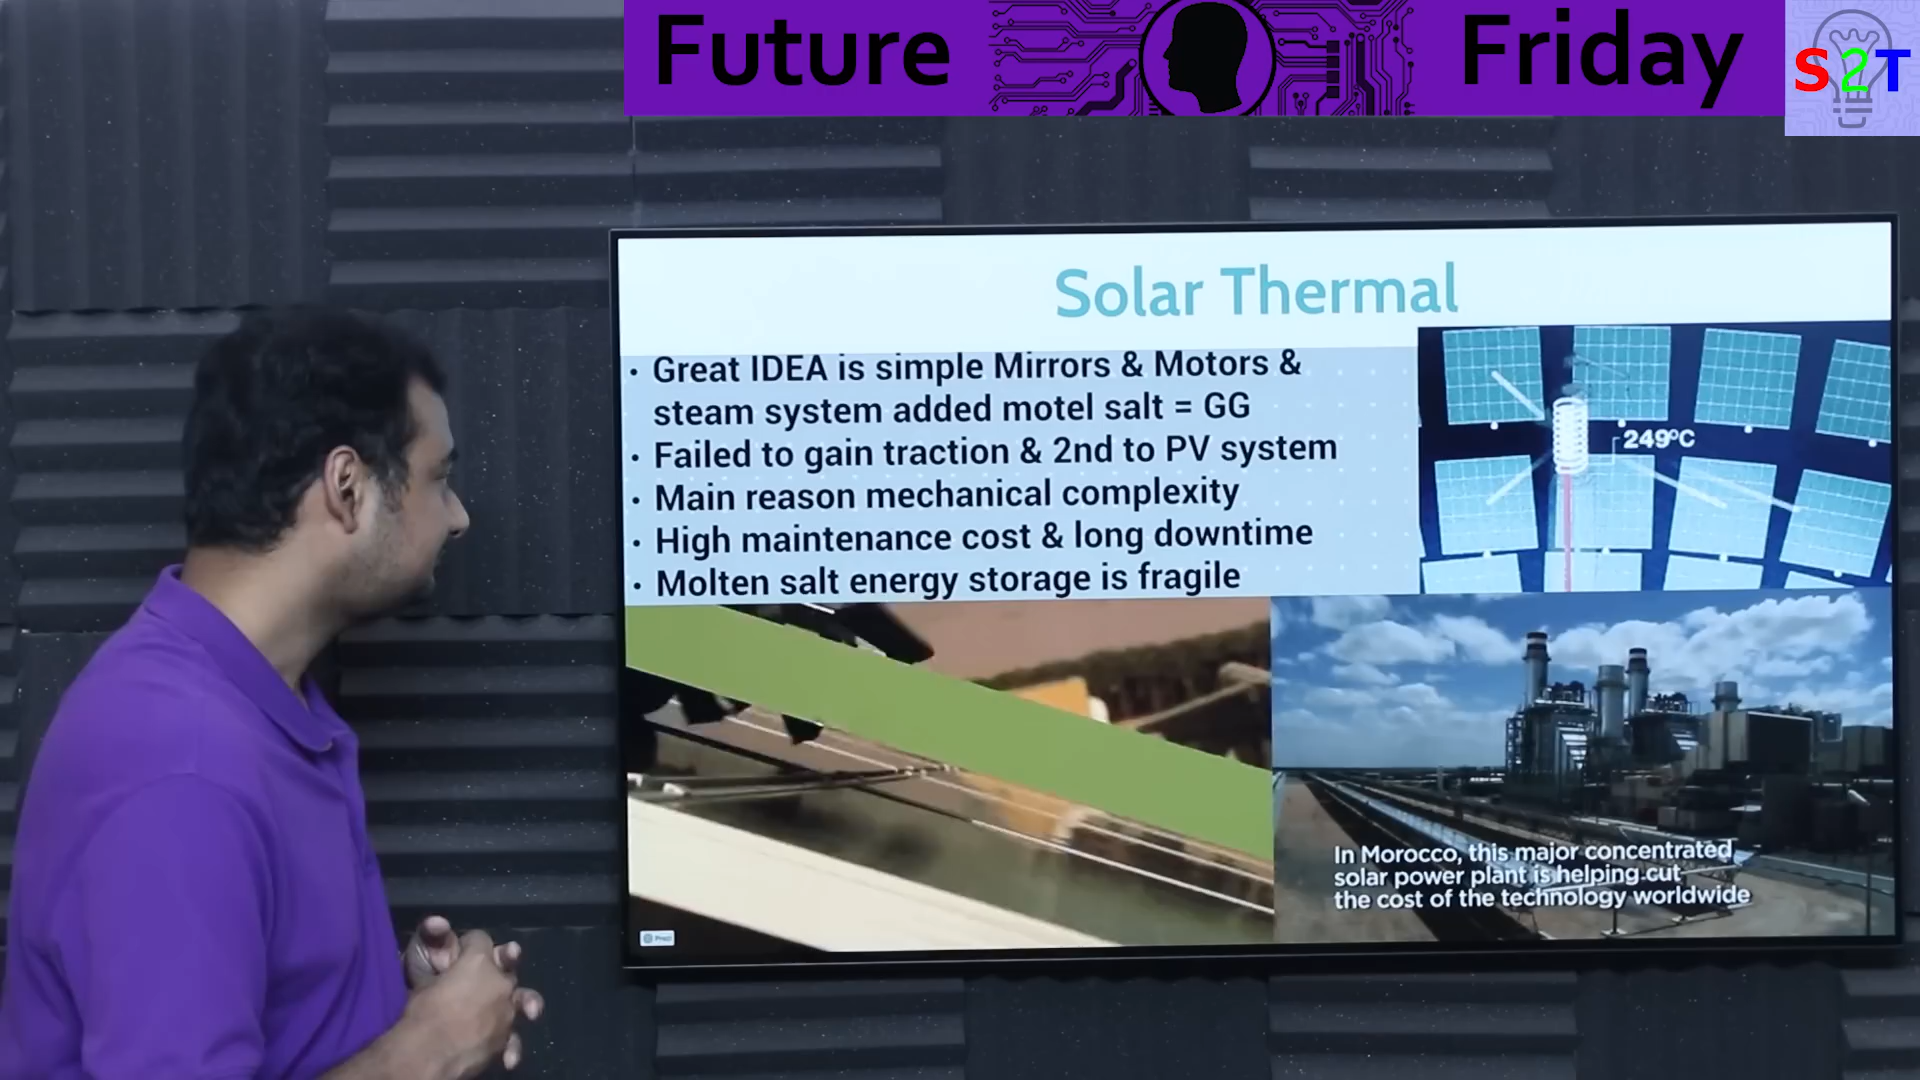 Future Friday
S2T
Solar Thermal
• Great IDEA is simple Mirrors & Motors &
steam system added motel salt = GG
• Failed to gain traction & 2nd to PV system
• Main reason mechanical complexity
• High maintenance cost & long downtime
• Molten salt energy storage is fragile
249ºC
In Morocco, this major concentrated
solar power plant is helping cut
the cost of the technology worldwide
Prezi